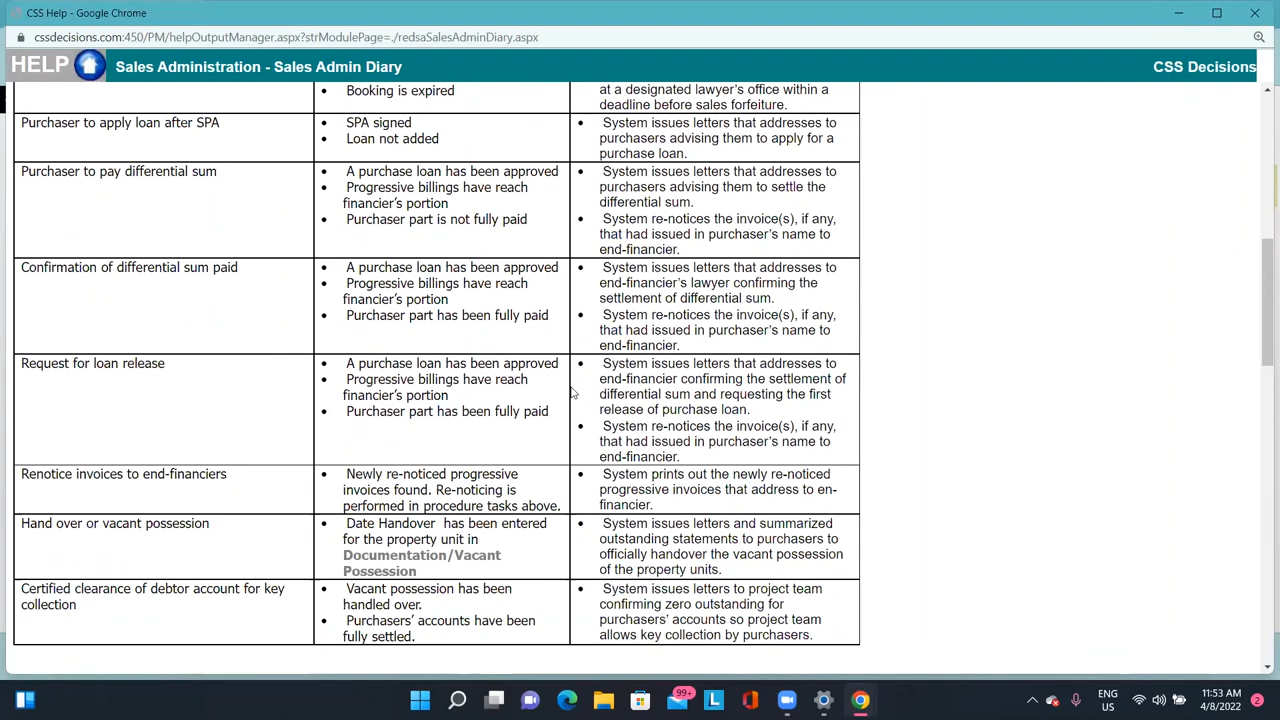 CSS Help - Google Chrome
cssdecisions.com:450/PM/helpOutputManager.aspx?strModulePage=./redsaSalesAdminDiary.aspx
HELP Sales Administration - Sales Admin Diary CSS Decisions
• Booking is expired
at a designated lawyer's office within a
deadline before sales forfeiture.
Purchaser to apply loan after SPA
• SPA signed
• Loan not added
• System issues letters that addresses to
purchasers advising them to apply for a
purchase loan.
Purchaser to pay differential sum
• A purchase loan has been approved
• Progressive billings have reach
financier's portion
• Purchaser part is not fully paid
• System issues letters that addresses to
purchasers advising them to settle the
differential sum.
• System re-notices the invoice(s), if any,
that had issued in purchaser's name to
end-financier.
Confirmation of differential sum paid
• A purchase loan has been approved
• Progressive billings have reach
financier's portion
• Purchaser part has been fully paid
• System issues letters that addresses to
end-financier's lawyer confirming the
settlement of differential sum.
• System re-notices the invoice(s), if any,
that had issued in purchaser's name to
end-financier.
Request for loan release
• A purchase loan has been approved
• Progressive billings have reach
financier's portion
• Purchaser part has been fully paid
• System issues letters that addresses to
end-financier confirming the settlement of
differential sum and requesting the first
release of purchase loan.
• System re-notices the invoice(s), if any,
that had issued in purchaser's name to
end-financier.
Renotice invoices to end-financiers
• Newly re-noticed progressive
invoices found. Re-noticing is
performed in procedure tasks above.
• System prints out the newly re-noticed
progressive invoices that address to en-
financier.
Hand over or vacant possession
• Date Handover has been entered
for the property unit in
Documentation/Vacant
Possession
• System issues letters and summarized
outstanding statements to purchasers to
officially handover the vacant possession
of the property units.
Certified clearance of debtor account for key
collection
• Vacant possession has been
handled over.
• Purchasers' accounts have been
fully settled.
• System issues letters to project team
confirming zero outstanding for
purchasers' accounts so project team
allows key collection by purchasers.
99+
L
ENG
US
11:53 AM
4/8/2022
2